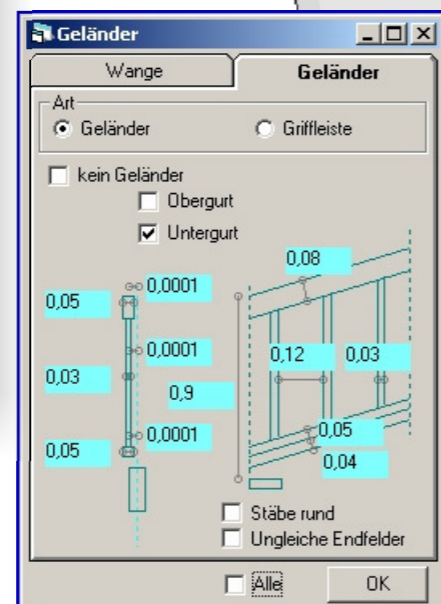 Geländer
Wange Geländer
Art
Geländer Griffleiste
kein Geländer
Obergurt
Untergurt
0,08
0,0001
0,05
0,0001
0,12 0,03
0,03
0,9
0,0001
0,05
0,05
0,04
Stäbe rund
Ungleiche Endfelder
Alle OK